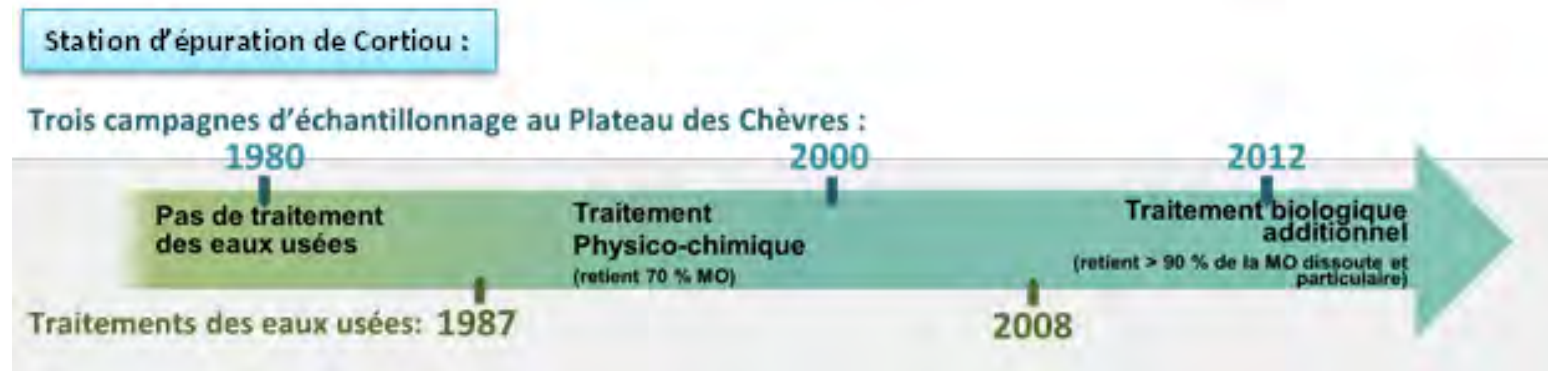 Station d'épuration de Cortiou :
Trois campagnes d'échantillonnage au Plateau des Chèvres :
1980 2000 2012
Pas de traitement
des eaux usées
Traitement
Physico-chimique
(retient 70 % MO)
Traitement biologique
additionnel
(retient > 90 % de la MO dissoute et
particulaire)
Traitements des eaux usées: 1987 2008